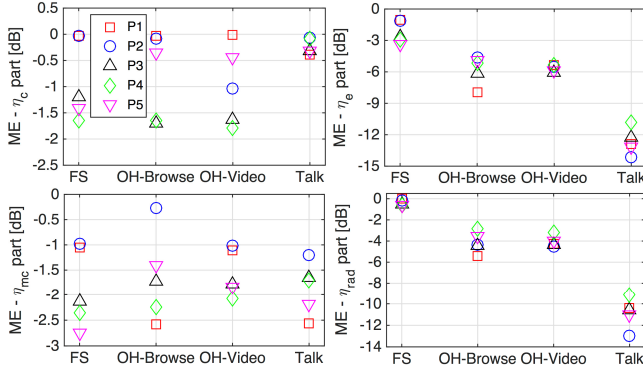 ME - ηc part [dB]
0.5
0
-0.5
-1
-1.5
-2
-2.5
P1
P2
P3
P4
P5
FS OH-Browse OH-Video Talk
ME - ηe part [dB]
0
-3
-6
-9
-12
-15
FS OH-Browse OH-Video Talk
ME - ηmc part [dB]
0
-0.5
-1
-1.5
-2
-2.5
-3
FS OH-Browse OH-Video Talk
ME - ηrad part [dB]
0
-2
-4
-6
-8
-10
-12
-14
FS OH-Browse OH-Video Talk